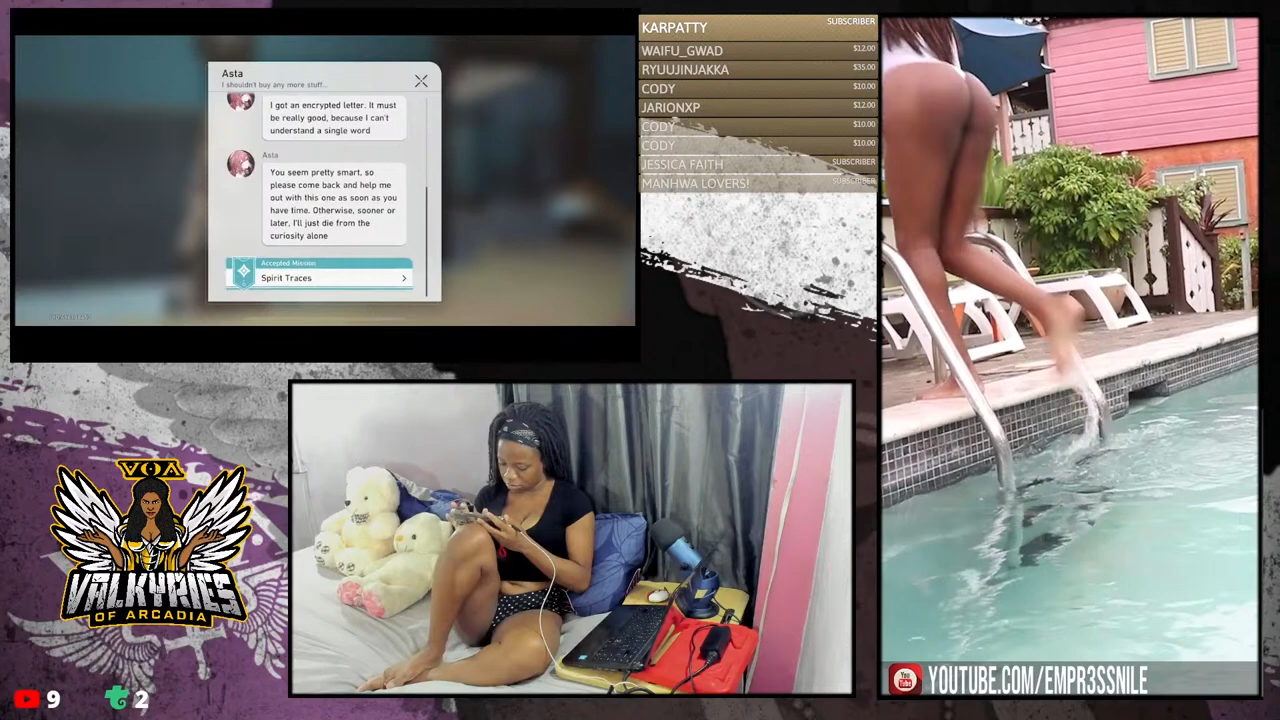 Asta
I shouldn't buy any more stuff...
I got an encrypted letter. It must
be really good, because I can't
understand a single word
Asta
You seem pretty smart, so
please come back and help me
out with this one as soon as you
have time. Otherwise, sooner or
later, I'll just die from the
curiosity alone
Accepted Mission
Spirit Traces
KARPATTY SUBSCRIBER
WAIFU_GWAD $12.00
RYUUJINJAKKA $35.00
CODY $10.00
JARIONXP $12.00
CODY $10.00
CODY $10.00
JESSICA FAITH SUBSCRIBER
MANHWA LOVERS! SUBSCRIBER
VOA
VALKYRIES
OF ARCADIA
9 2
You
Tube
YOUTUBE.COM/EMPR3SSNILE